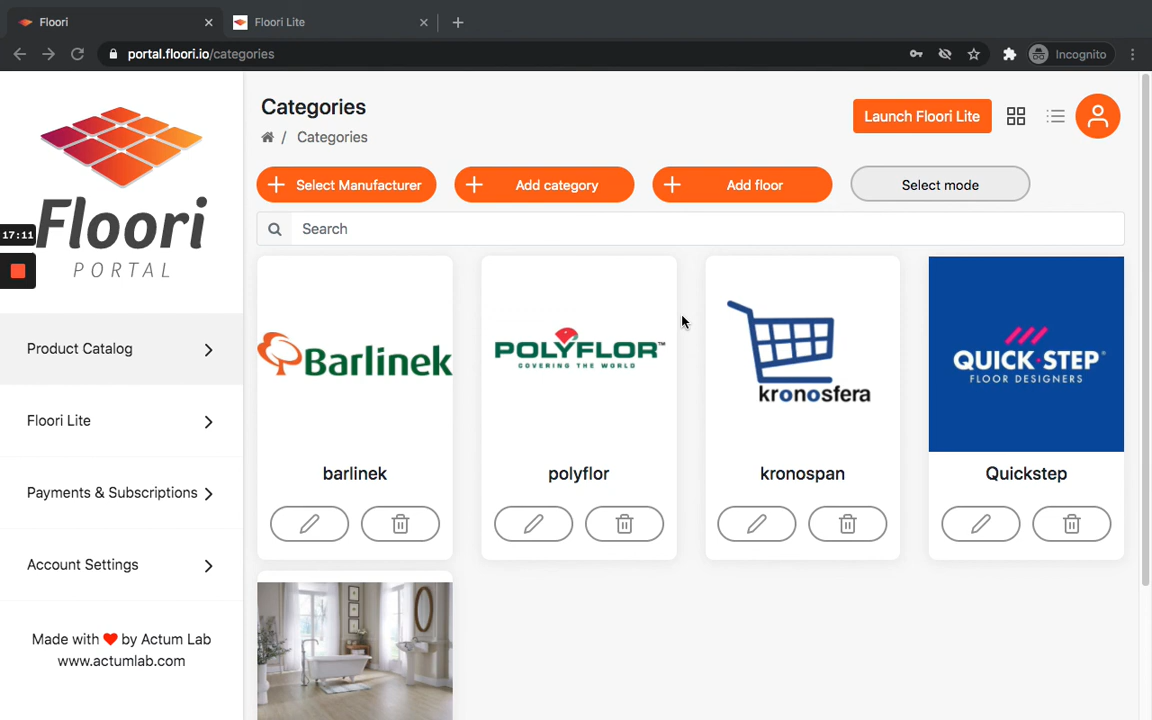 Floori
Floori Lite
portal.floori.io/categories
Incognito
Floori
PORTAL
17:11
Product Catalog
Floori Lite
Payments & Subscriptions
Account Settings
Made with ❤ by Actum Lab
www.actumlab.com
Categories
/ Categories
Launch Floori Lite
+ Select Manufacturer
+ Add category
+ Add floor
Select mode
Search
Barlinek
barlinek
POLYFLOR™
COVERING THE WORLD
polyflor
kronosfera
kronospan
QUICK·STEP®
FLOOR DESIGNERS
Quickstep